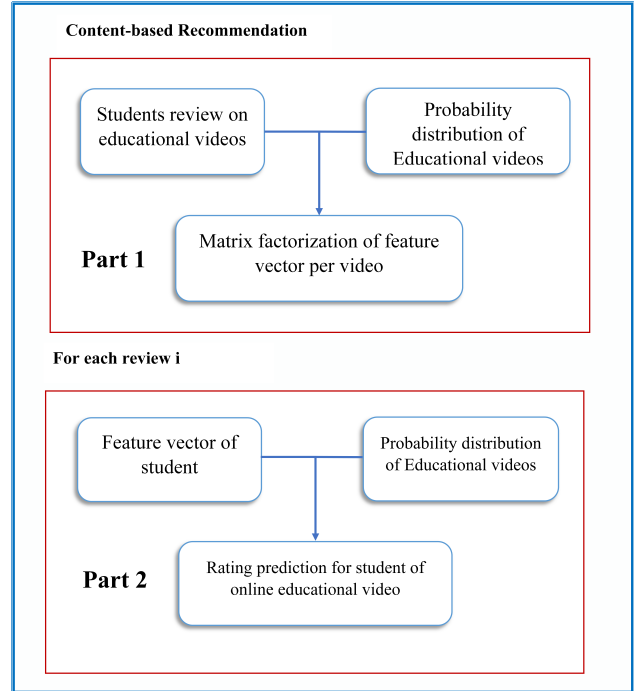 Content-based Recommendation
Students review on
educational videos
Probability
distribution of
Educational videos
Matrix factorization of feature
vector per video
Part 1
For each review i
Feature vector of
student
Probability distribution
of Educational videos
Rating prediction for student of
online educational video
Part 2